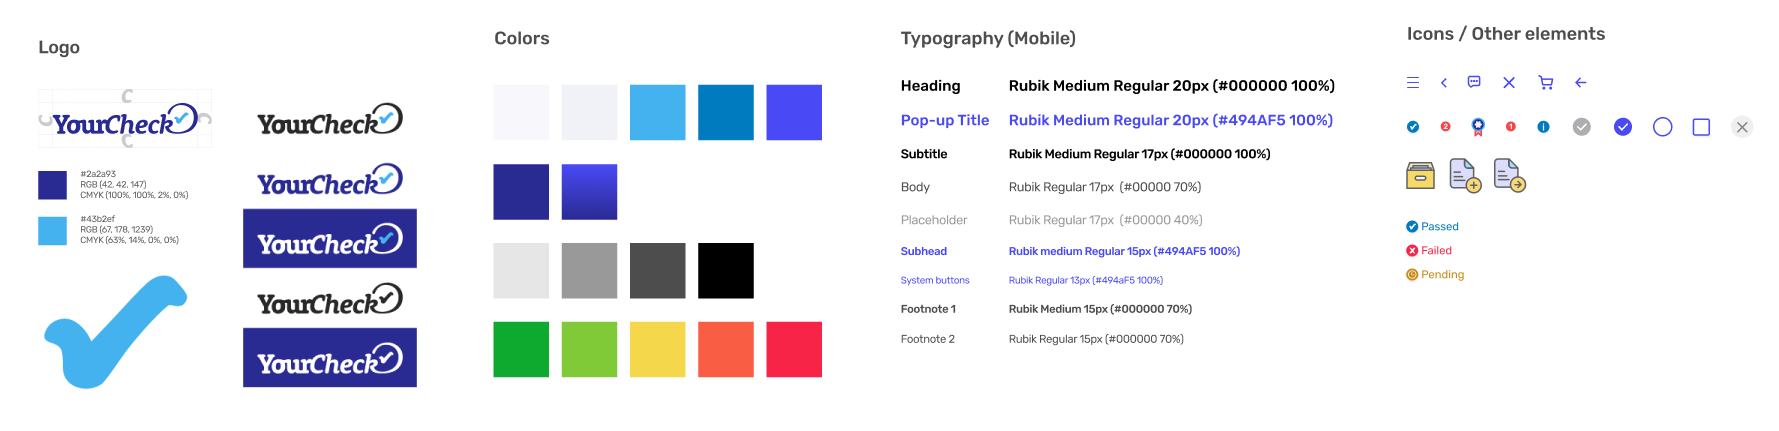 Logo
C
C
C
C
YourCheck
#2a2a93
RGB (42, 42, 147)
CMYK (100%, 100%, 2%, 0%)
#43b2ef
RGB (67, 178, 1239)
CMYK (63%, 14%, 0%, 0%)
YourCheck
YourCheck
YourCheck
YourCheck
YourCheck
Colors
Typography (Mobile)
Heading Rubik Medium Regular 20px (#000000 100%)
Pop-up Title Rubik Medium Regular 20px (#494AF5 100%)
Subtitle Rubik Medium Regular 17px (#000000 100%)
Body Rubik Regular 17px (#00000 70%)
Placeholder Rubik Regular 17px (#00000 40%)
Subhead Rubik medium Regular 15px (#494AF5 100%)
System buttons Rubik Regular 13px (#494aF5 100%)
Footnote 1 Rubik Medium 15px (#000000 70%)
Footnote 2 Rubik Regular 15px (#000000 70%)
Icons / Other elements
2 1 i
Passed
Failed
Pending